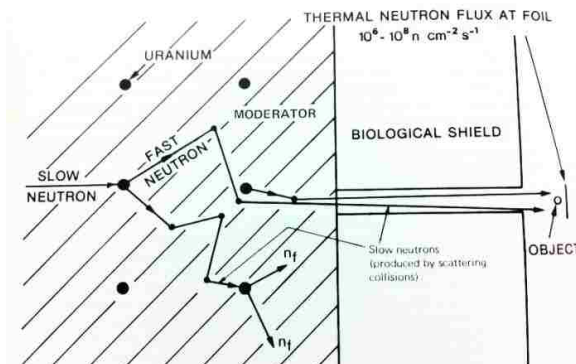 THERMAL NEUTRON FLUX AT FOIL
10⁶ - 10⁸ n cm⁻² s⁻¹
URANIUM
MODERATOR
BIOLOGICAL SHIELD
FAST
NEUTRON
SLOW
NEUTRON
Slow neutrons
(produced by scattering
collisions)
OBJECT
n_f
n_f